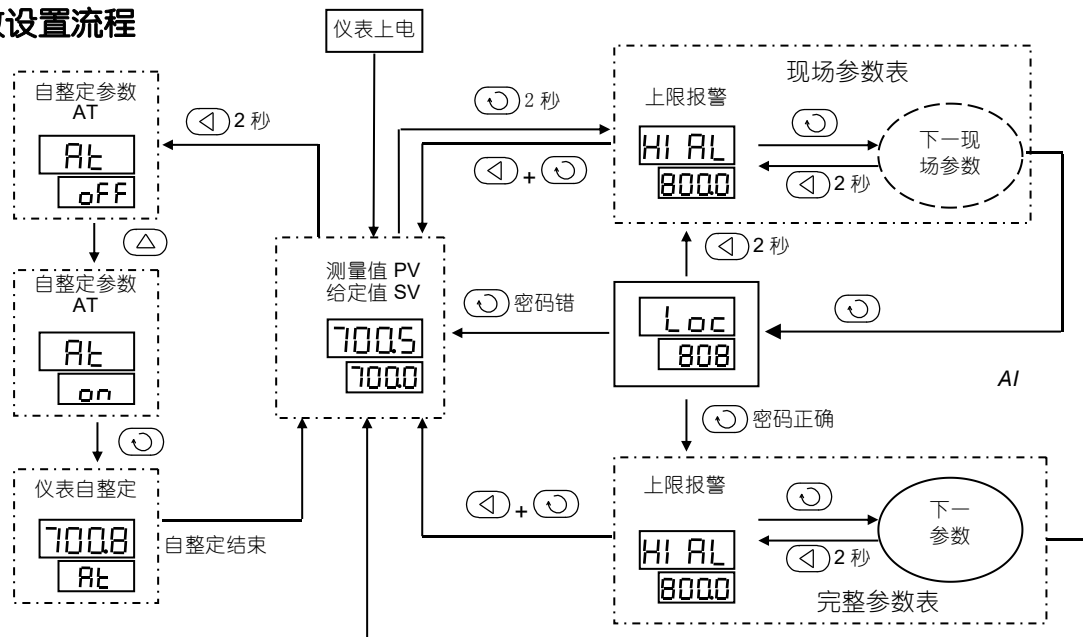 设置流程
仪表上电
自整定参数
AT
At
oFF
2 秒
2 秒
+
现场参数表
上限报警
HI AL
800.0
2 秒
下一现
场参数
自整定参数
AT
At
on
测量值 PV
给定值 SV
700.5
700.0
密码错
2 秒
Loc
808
AI
密码正确
仪表自整定
700.8
At
自整定结束
+
上限报警
HI AL
800.0
2 秒
下一
参数
完整参数表